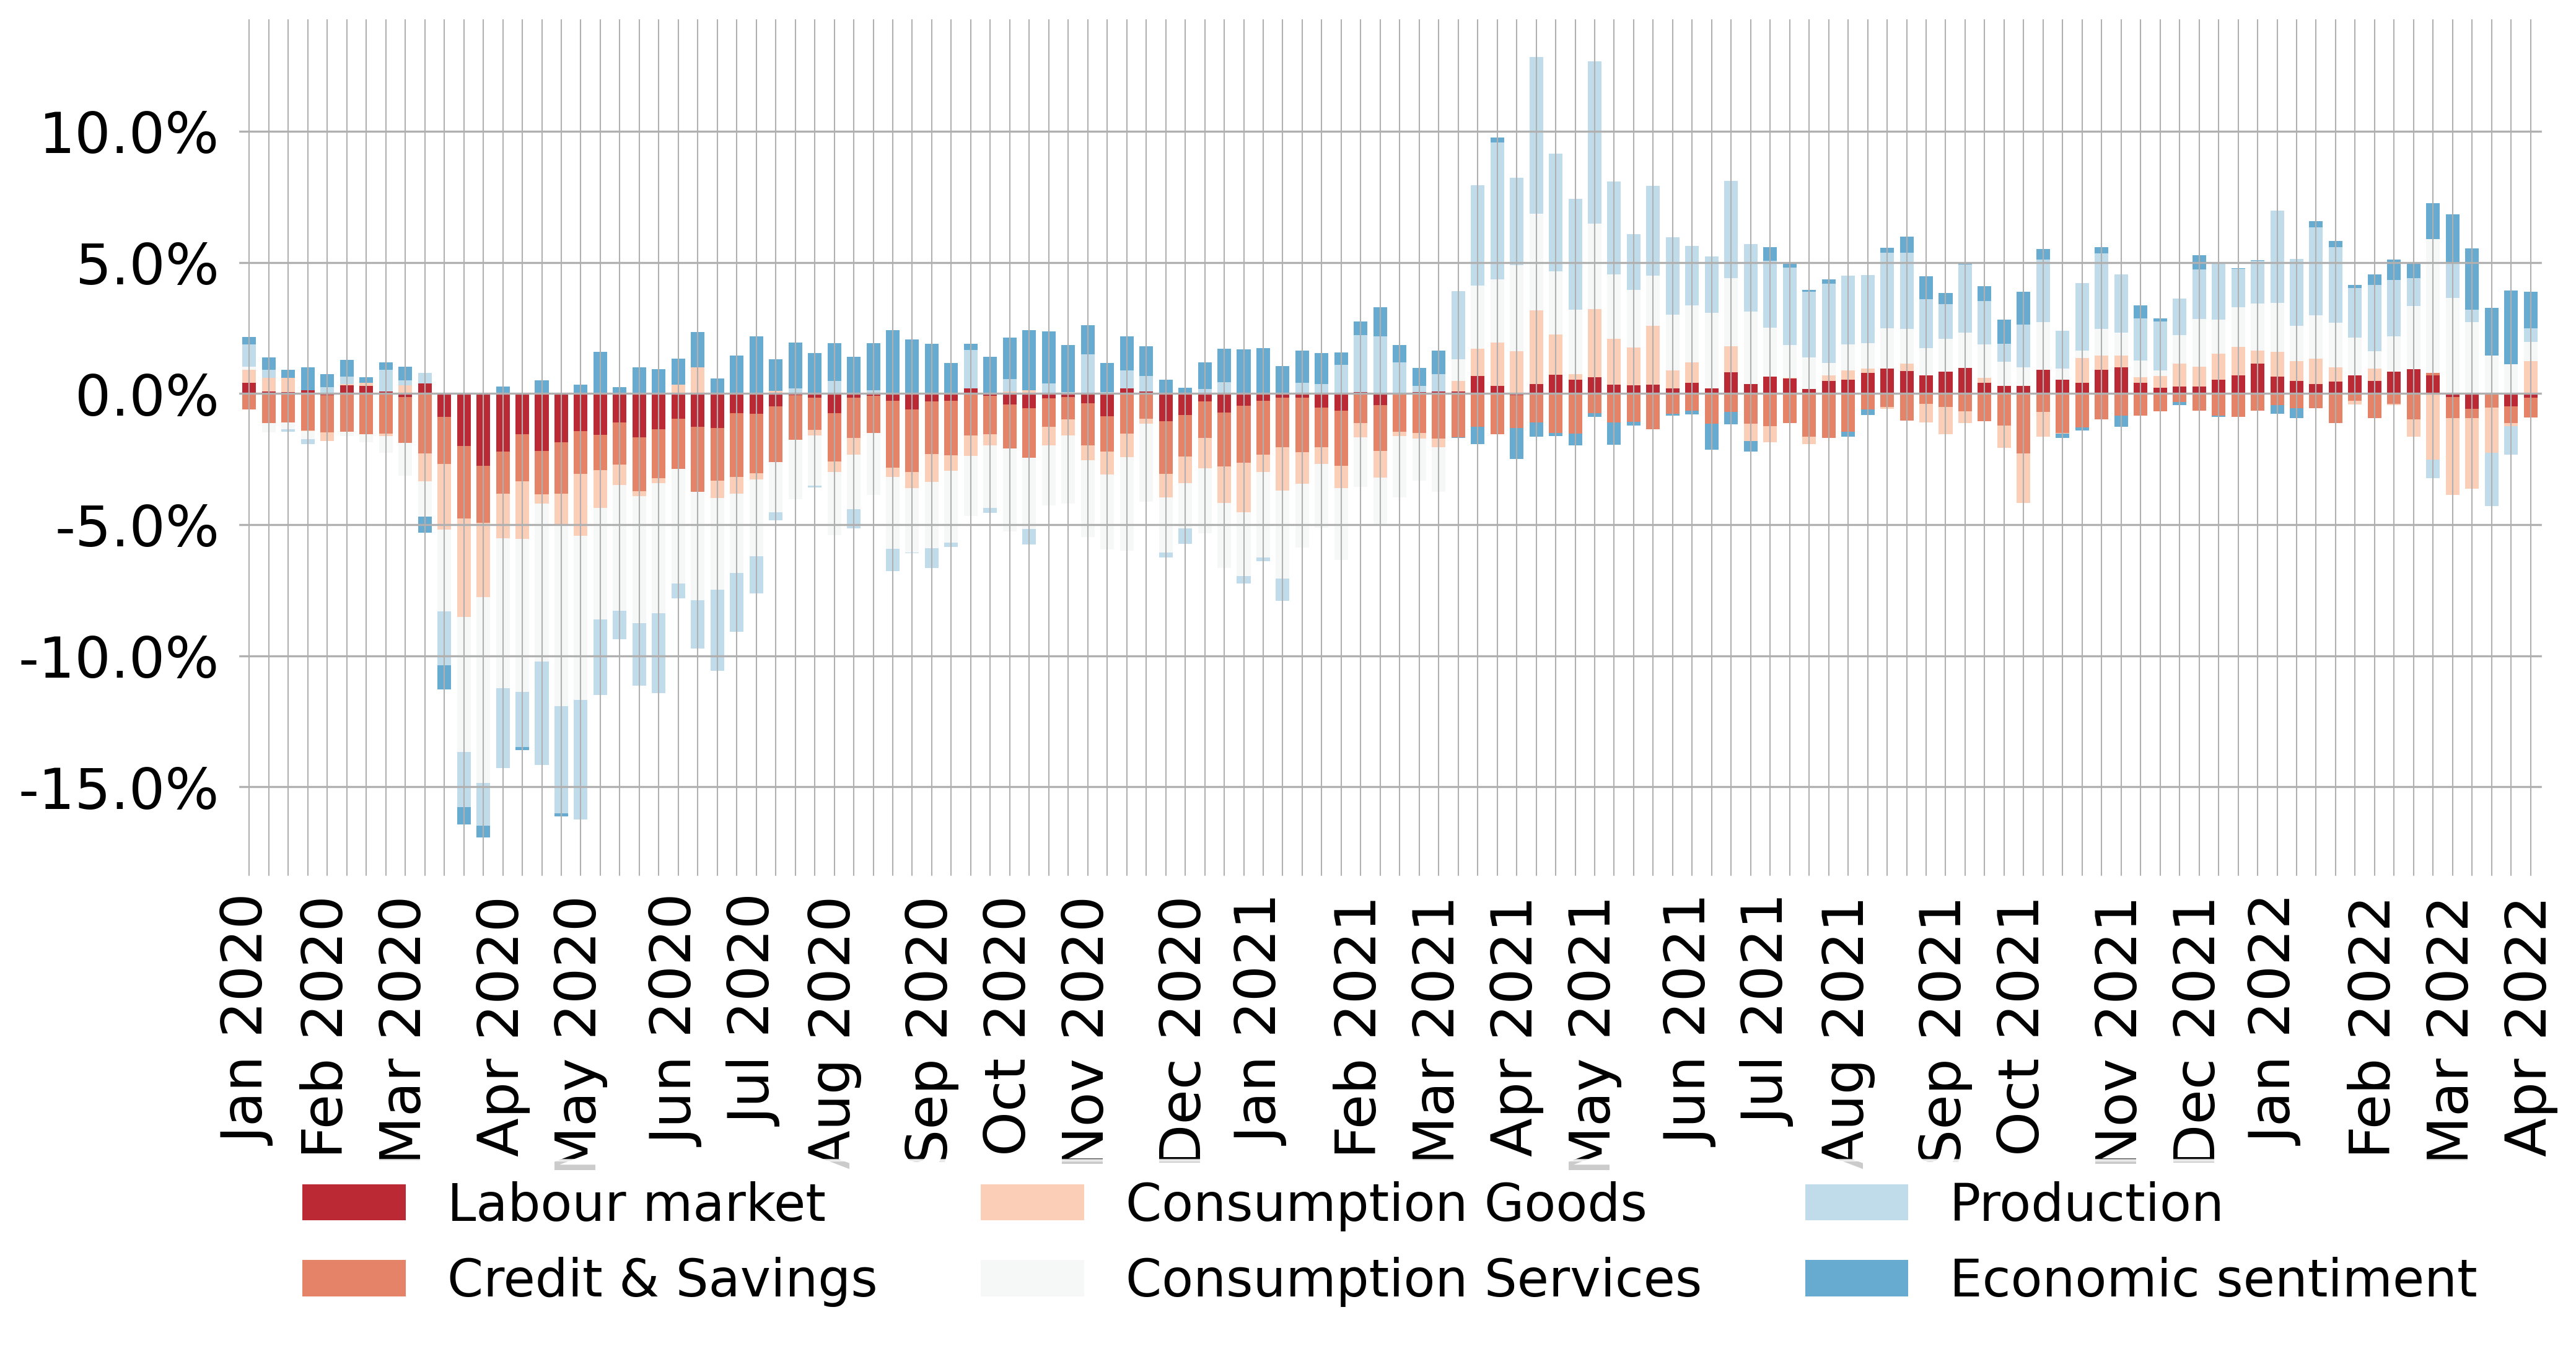 10.0%
5.0%
0.0%
-5.0%
-10.0%
-15.0%
Jan 2020
Feb 2020
Mar 2020
Apr 2020
May 2020
Jun 2020
Jul 2020
Aug 2020
Sep 2020
Oct 2020
Nov 2020
Dec 2020
Jan 2021
Feb 2021
Mar 2021
Apr 2021
May 2021
Jun 2021
Jul 2021
Aug 2021
Sep 2021
Oct 2021
Nov 2021
Dec 2021
Jan 2022
Feb 2022
Mar 2022
Apr 2022
Labour market
Consumption Goods
Production
Credit & Savings
Consumption Services
Economic sentiment